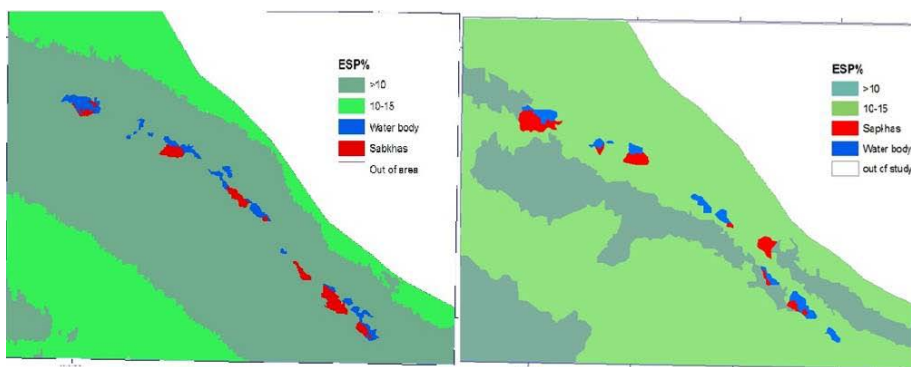 ESP%
>10
10-15
Water body
Sabkhas
Out of area
ESP%
>10
10-15
Sapkhas
Water body
out of study